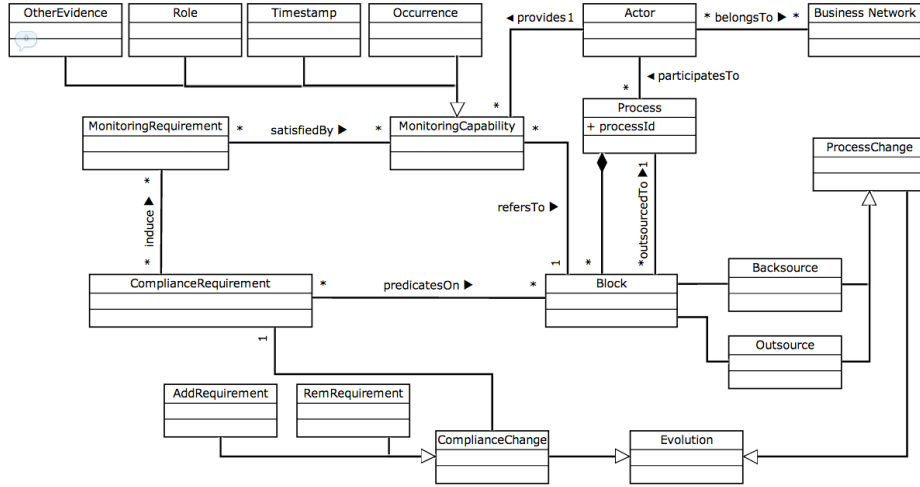 OtherEvidence
Role
Timestamp
Occurrence
◄ provides 1
Actor
* belongsTo ► *
Business Network
◄ participatesTo
*
*
Process
+ processId
MonitoringRequirement
* satisfiedBy ► *
MonitoringCapability
*
ProcessChange
*
induce ►
*
refersTo ►
1
*
*outsourcedTo ►1
Backsource
ComplianceRequirement
* predicatesOn ► *
Block
1
Outsource
AddRequirement
RemRequirement
ComplianceChange
Evolution